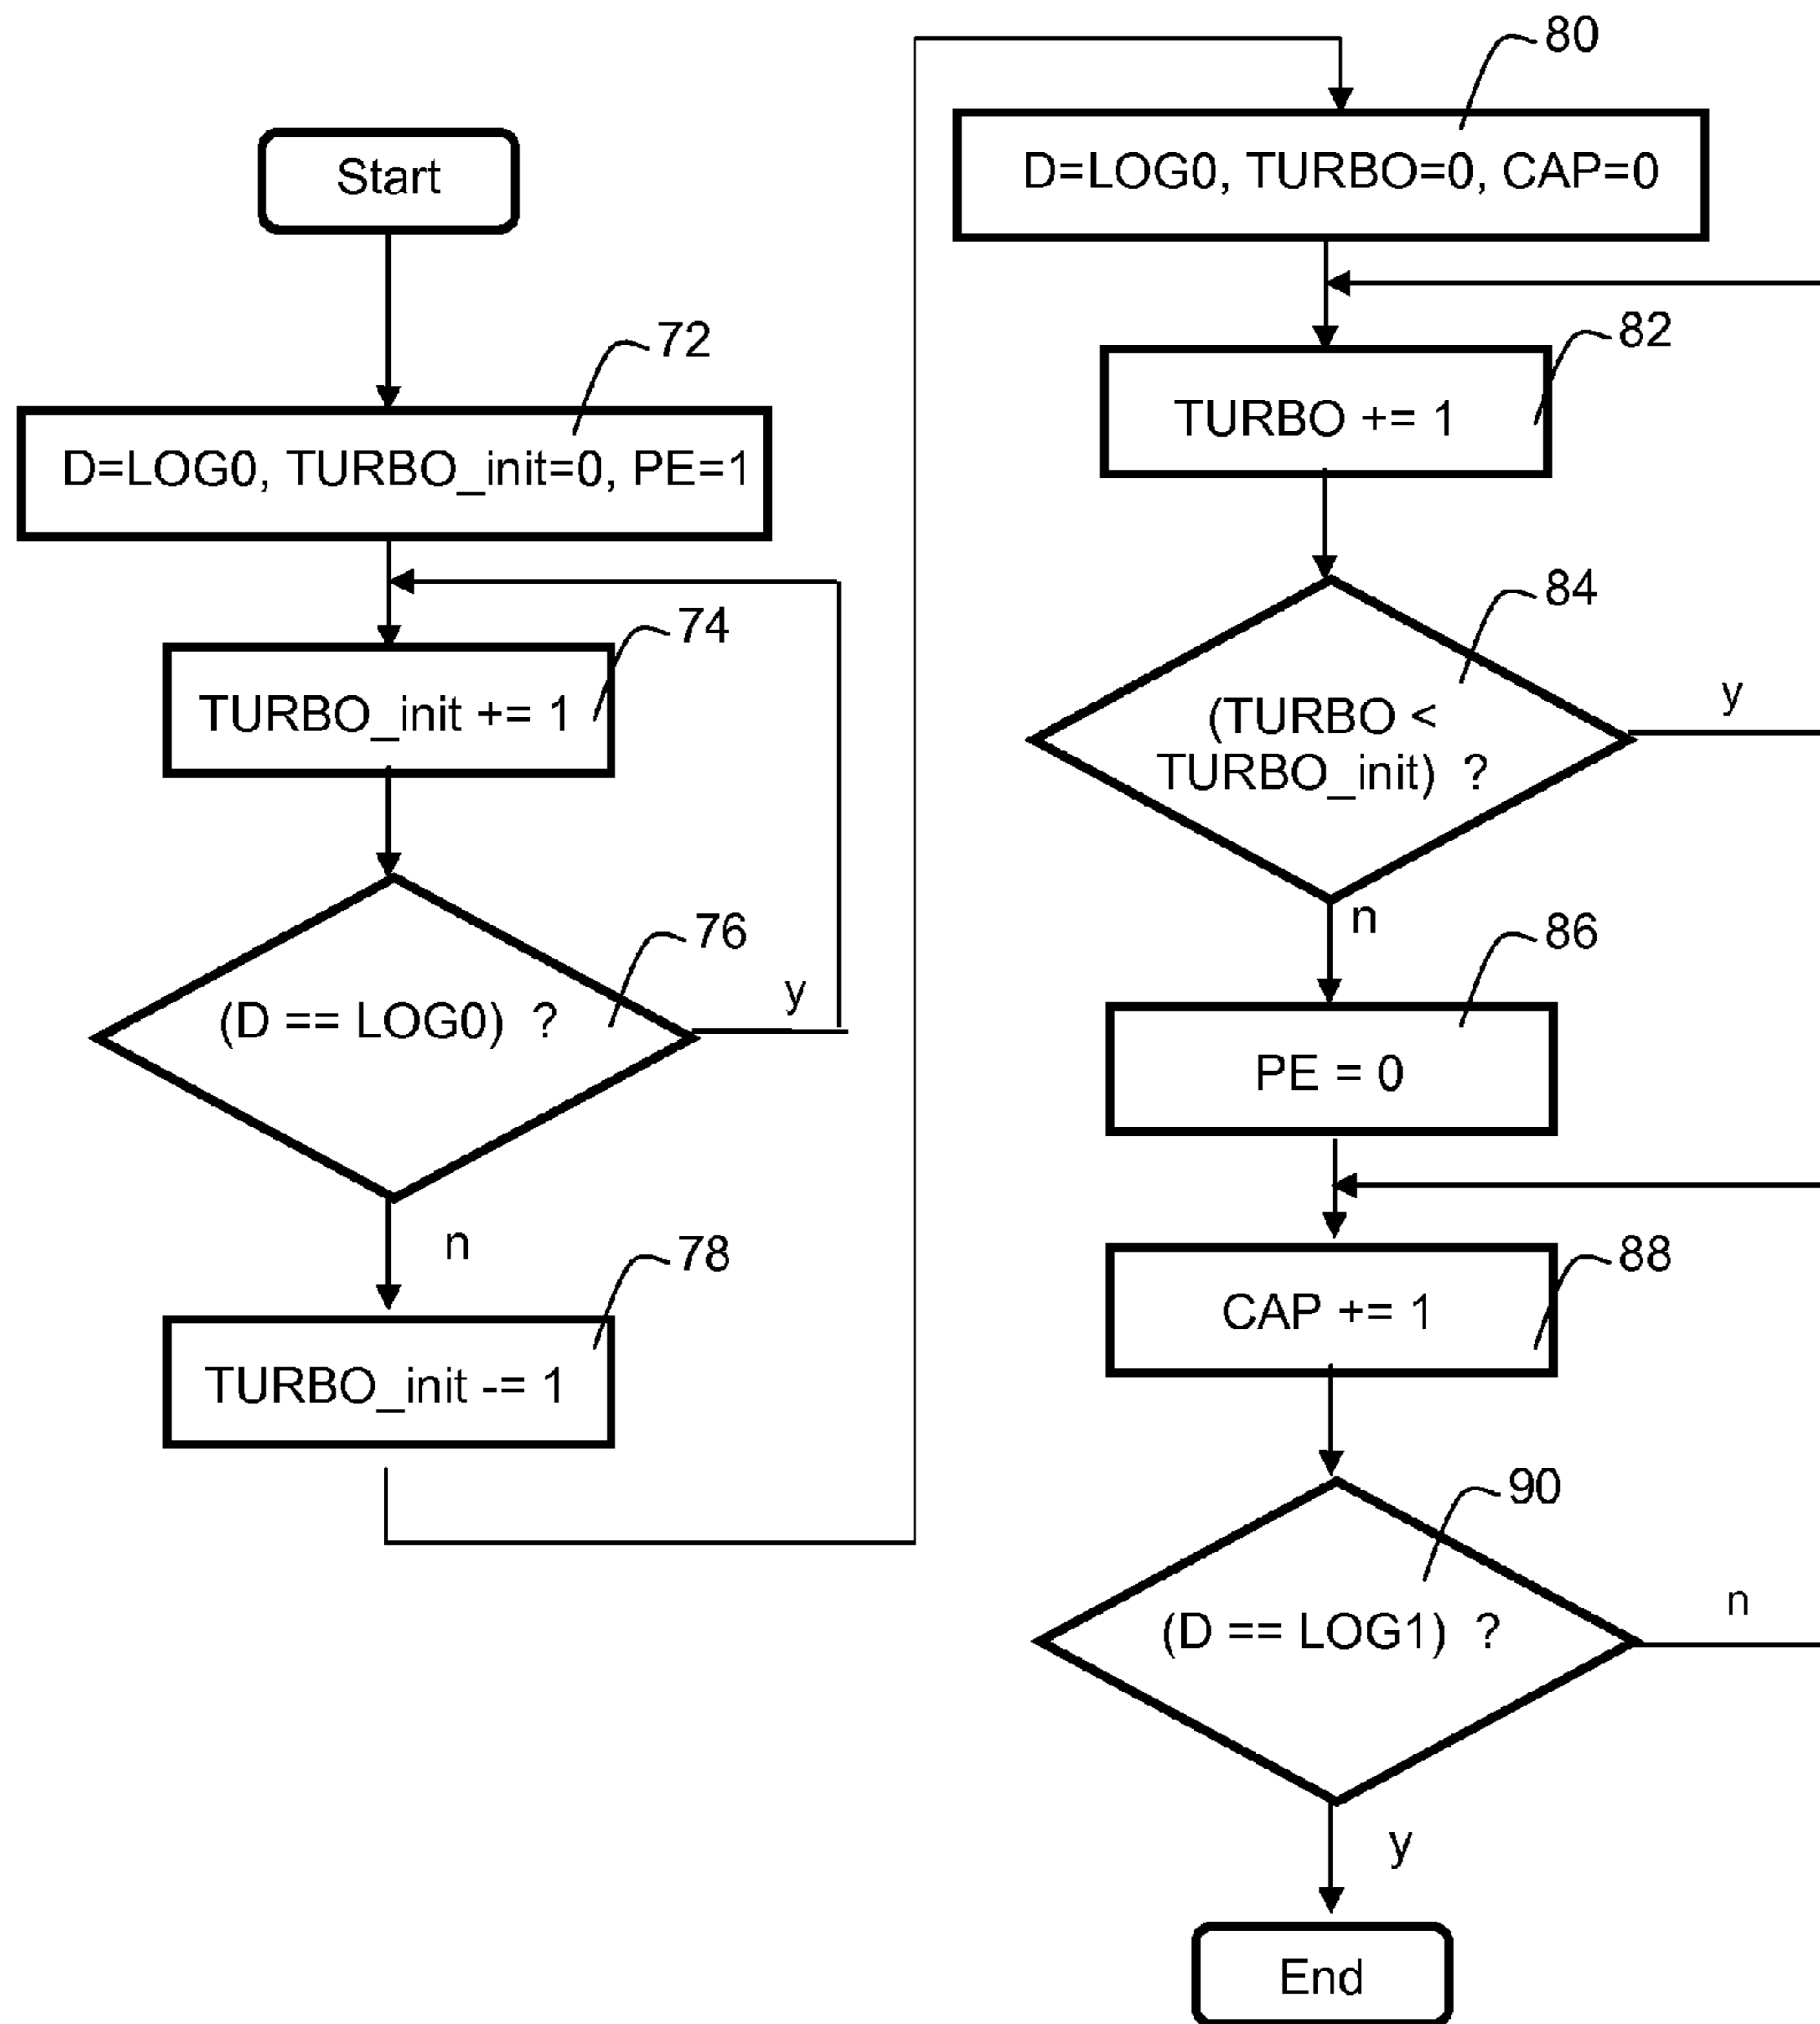 Start
72
D=LOG0, TURBO_init=0, PE=1
74
TURBO_init += 1
76
(D == LOG0) ?
y
n
78
TURBO_init -= 1
80
D=LOG0, TURBO=0, CAP=0
82
TURBO += 1
84
(TURBO <
TURBO_init) ?
y
n
86
PE = 0
88
CAP += 1
90
(D == LOG1) ?
n
y
End